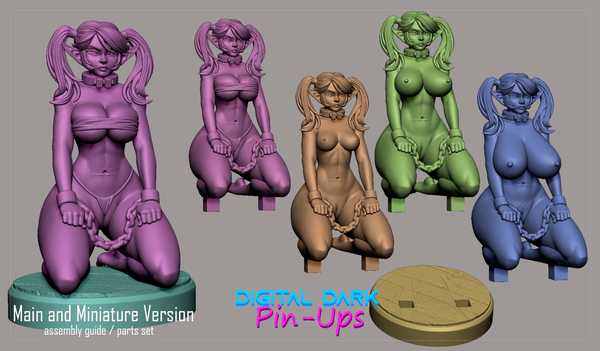 Main and Miniature Version
assembly guide / parts set
DIGITAL DARK
Pin-Ups